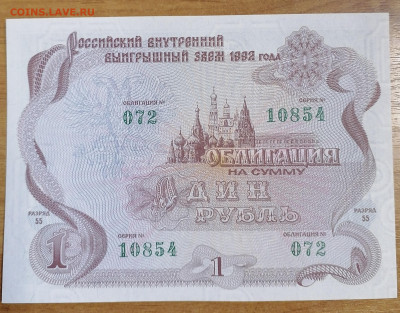 COINS.LAVE.RU
РОССИЙСКИЙ ВНУТРЕННИЙ
ВЫИГРЫШНЫЙ ЗАЕМ 1992 ГОДА
ОБЛИГАЦИЯ № СЕРИЯ №
072 10854
ОБЛИГАЦИЯ
НА СУММУ
ОДИН
РУБЛЬ
РАЗРЯД РАЗРЯД
55 55
СЕРИЯ № ОБЛИГАЦИЯ №
10854 072
1 1 1